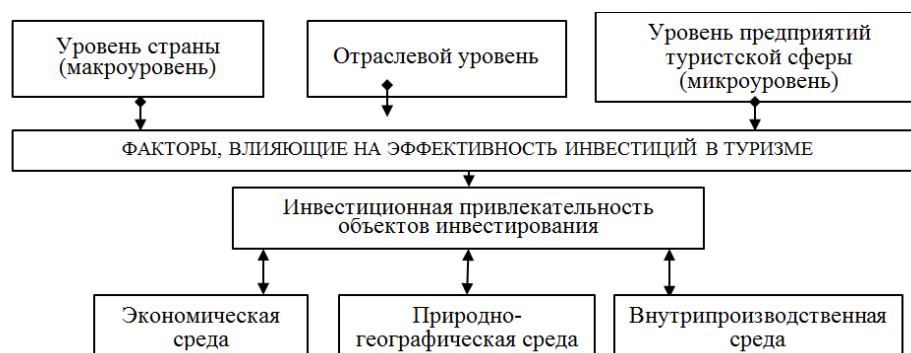 Уровень страны
(макроуровень)
Отраслевой уровень
Уровень предприятий
туристской сферы
(микроуровень)
ФАКТОРЫ, ВЛИЯЮЩИЕ НА ЭФФЕКТИВНОСТЬ ИНВЕСТИЦИЙ В ТУРИЗМЕ
Инвестиционная привлекательность
объектов инвестирования
Экономическая
среда
Природно-
географическая среда
Внутрипроизводственная
среда